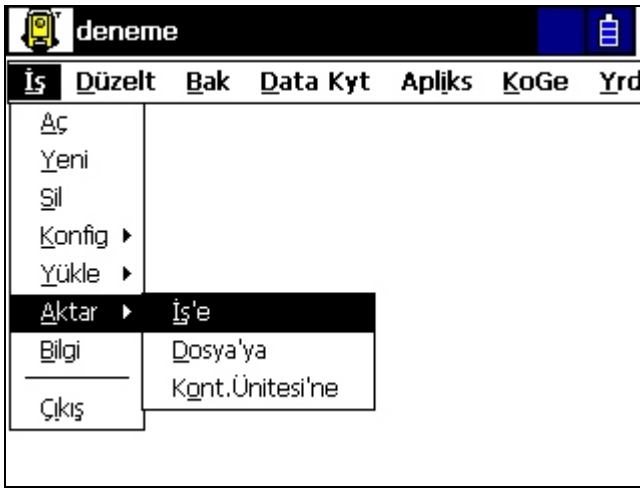 deneme
İş Düzelt Bak Data Kyt Apliks KoGe Yrd
Aç
Yeni
Sil
Konfig
Yükle
Aktar İş'e
Bilgi Dosya'ya
Kont.Ünitesi'ne
Çıkış